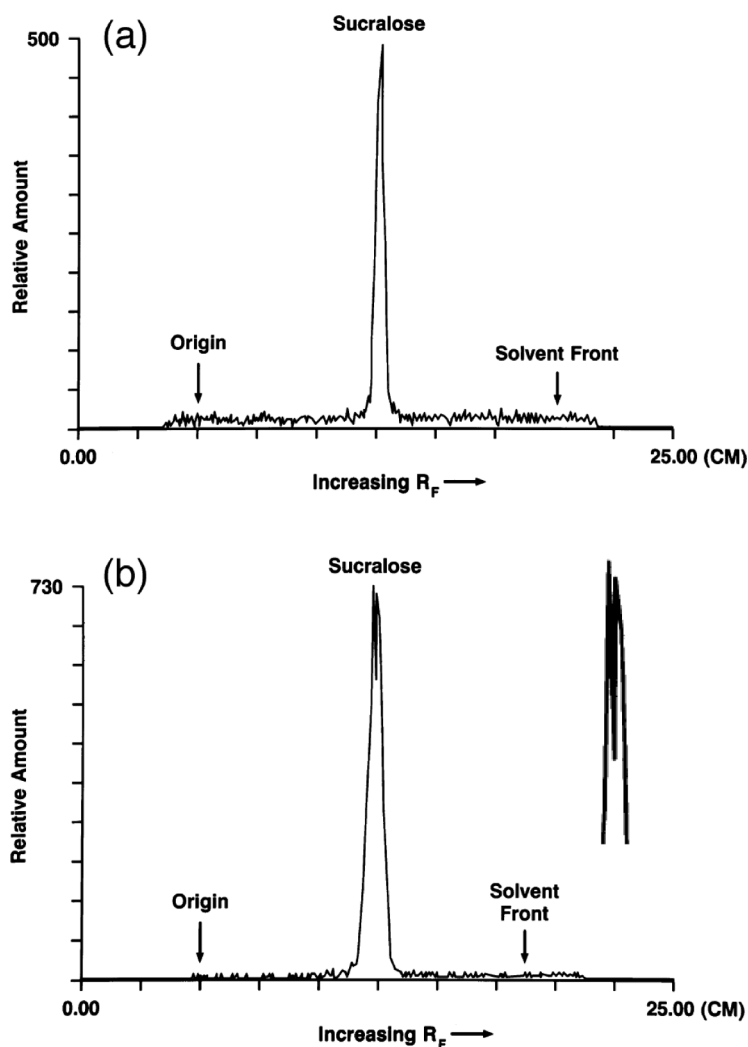 (a)
Sucralose
500
Relative Amount
Origin
Solvent Front
0.00
25.00 (CM)
Increasing RF
(b)
Sucralose
730
Relative Amount
Origin
Solvent
Front
0.00
25.00 (CM)
Increasing RF